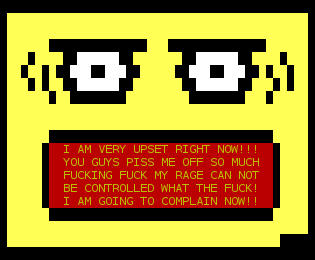 I AM VERY UPSET RIGHT NOW!!!
YOU GUYS PISS ME OFF SO MUCH
FUCKING FUCK MY RAGE CAN NOT
BE CONTROLLED WHAT THE FUCK!
I AM GOING TO COMPLAIN NOW!!